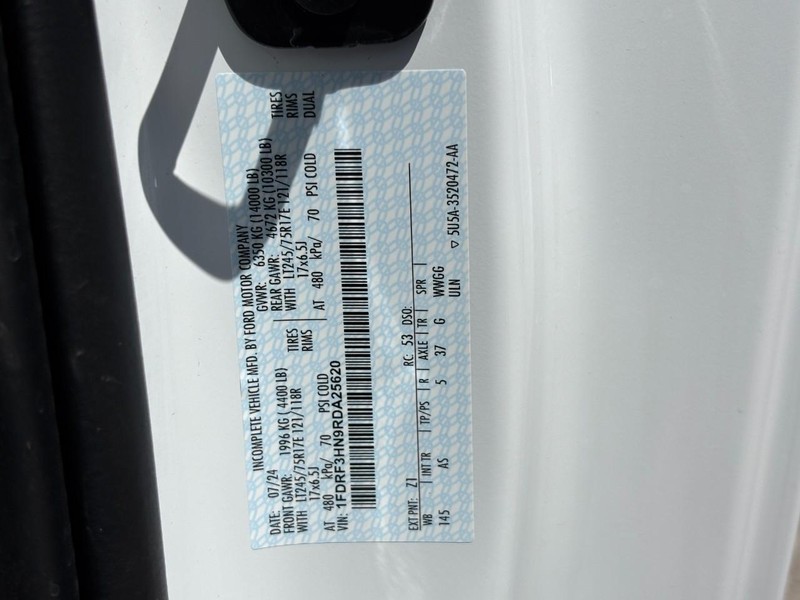 INCOMPLETE VEHICLE MFD. BY FORD MOTOR COMPANY
DATE: 07/24 GVWR: 6350 KG (14000 LB)
FRONT GAWR: 1996 KG ( 4400 LB) REAR GAWR: 4672 KG (10300 LB)
WITH LT245/75R17E 121/118R TIRES WITH LT245/75R17E 121/118R TIRES
17x6.5J RIMS 17x6.5J RIMS
AT 480 kPa/ 70 PSI COLD AT 480 kPa/ 70 PSI COLD DUAL
VIN: 1FDRF3HN9RDA25620
EXT PNT: Z1 RC: 53 DSO:
WB INT TR TP/PS R AXLE TR SPR
145 AS 5 37 G WWGG
ULN
▽ 5U5A-3520472-AA